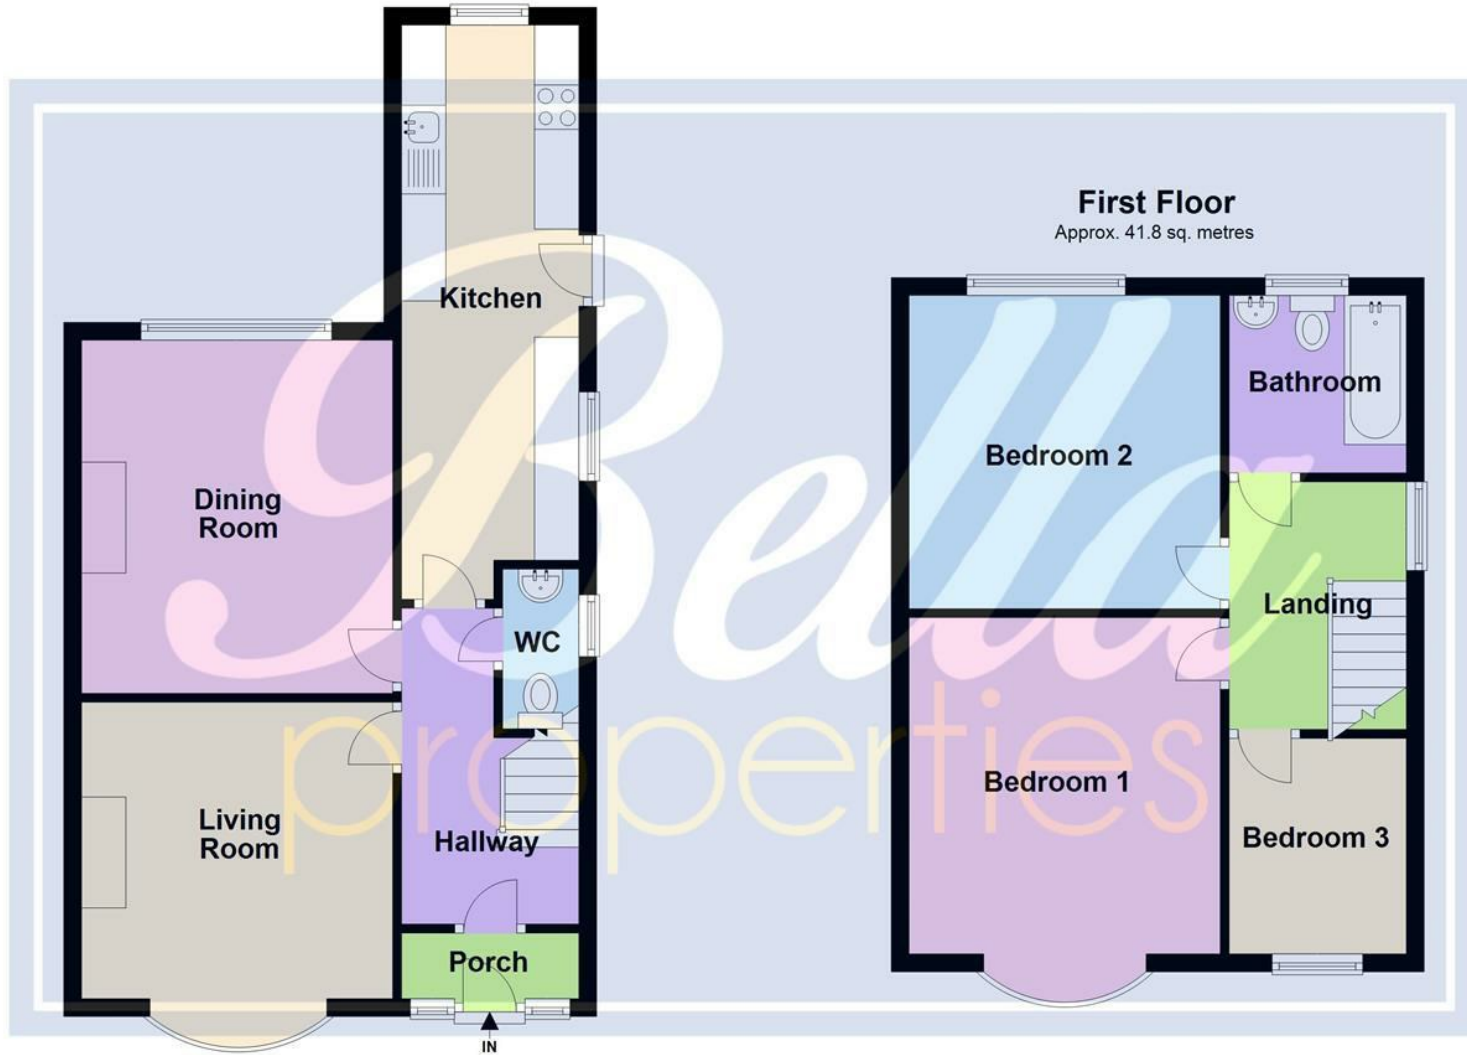 First Floor
Approx. 41.8 sq. metres
Kitchen
Dining
Room
WC
Living
Room
Hallway
Porch
IN
Bedroom 2
Bathroom
Landing
Bedroom 1
Bedroom 3
Bella
properties